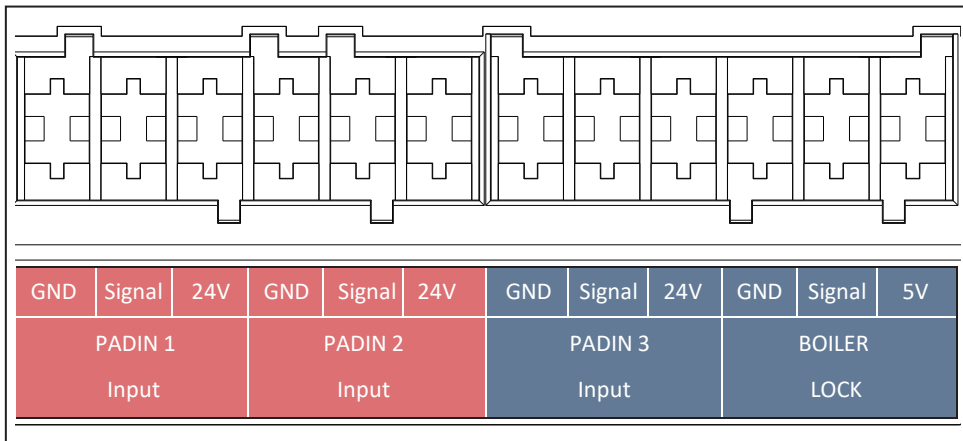 GND Signal 24V GND Signal 24V GND Signal 24V GND Signal 5V
PADIN 1 PADIN 2 PADIN 3 BOILER
Input Input Input LOCK